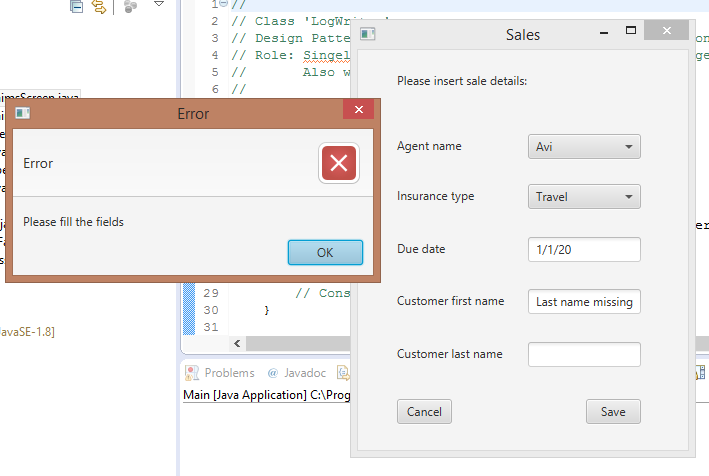 1 //
2 // Class 'LogWrit
3 // Design Patte
4 // Role: Singel
5 // Also w
6 //
Sales
Please insert sale details:
Agent name Avi
Insurance type Travel
Due date 1/1/20
Customer first name Last name missing
Customer last name
Cancel Save
imsScreen.java
Error
Error
Please fill the fields
OK
29 // Cons
30 }
31
JavaSE-1.8]
Problems @ Javadoc
Main [Java Application] C:\Prog